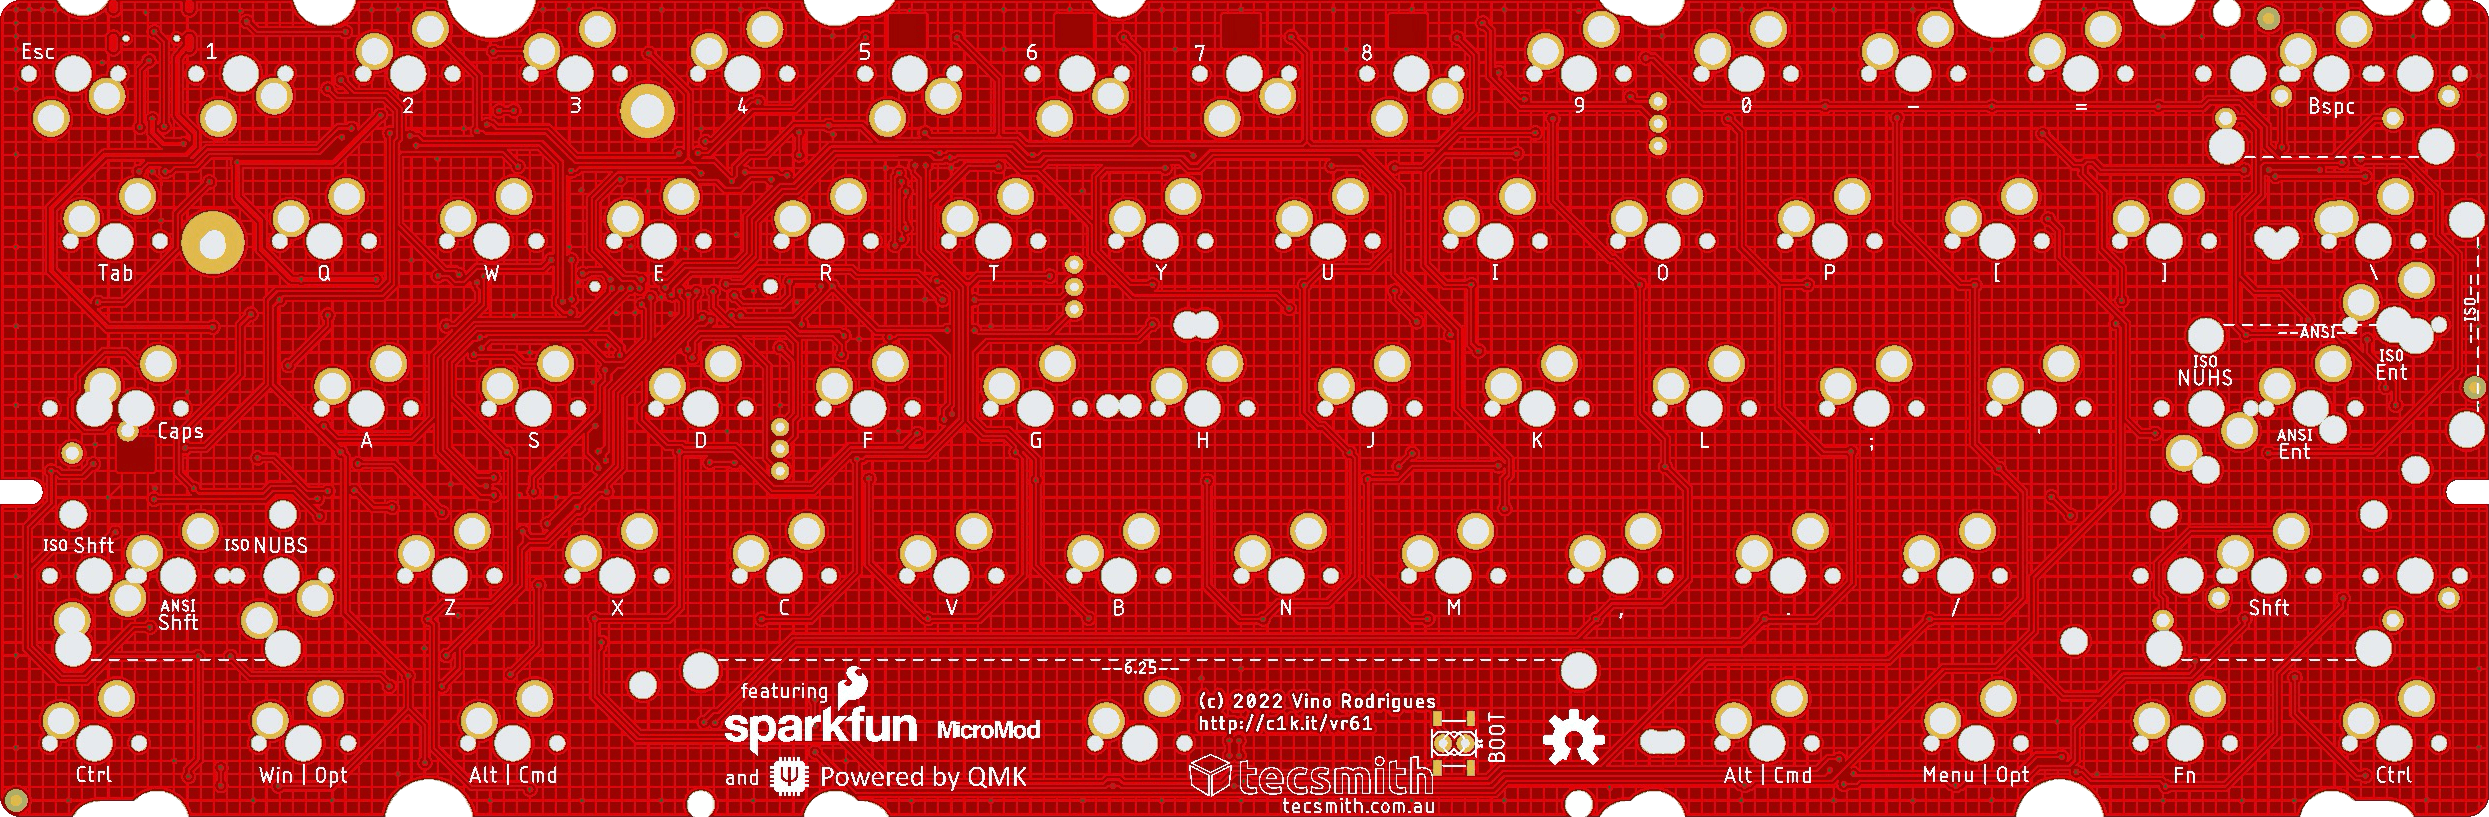 Esc 1 5 6 7 8
2 3 4 9 0 - = Bspc
Tab Q W E R T Y U I O P [ ] \
--ISO--
--ANSI--
ISO
NUHS
ISO
Ent
Caps A S D F G H J K L ; '
ANSI
Ent
ISO Shft ISO NUBS
ANSI
Shft
Z X C V B N M , . / Shft
--6.25--
featuring
sparkfun MicroMod
and Powered by QMK
(c) 2022 Vino Rodrigues
http://c1k.it/vr61
BOOT
tecsmith
tecsmith.com.au
Ctrl Win | Opt Alt | Cmd Alt | Cmd Menu | Opt Fn Ctrl